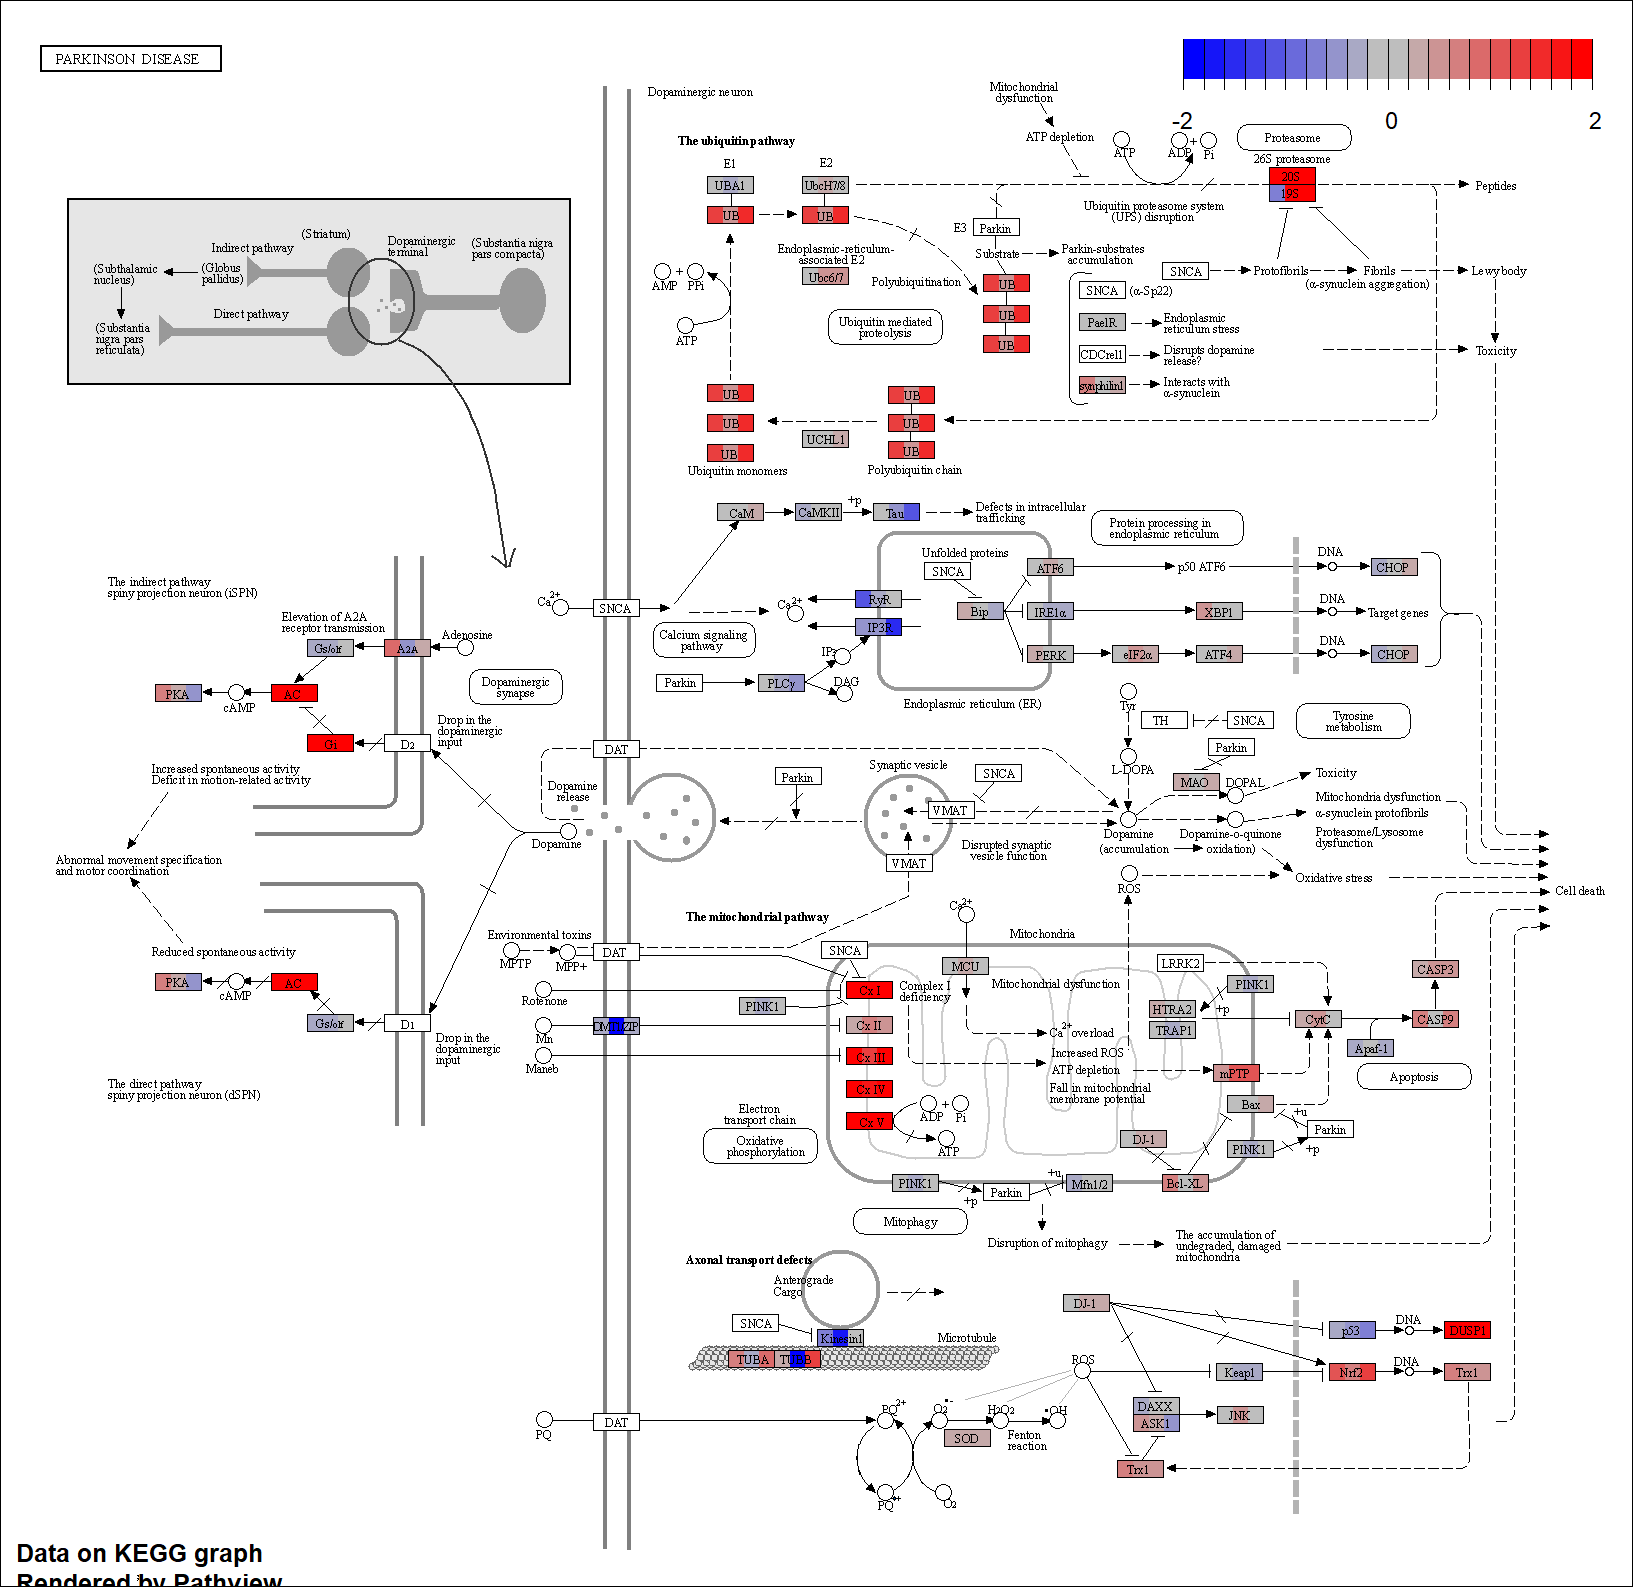 PARKINSON DISEASE
-2
0
2
Dopaminergic neuron
Mitochondrial
dysfunction
ATP depletion
ATP
ADP
+
Pi
Proteasome
26S proteasome
20S
19S
The ubiquitin pathway
E1
E2
UBA1
UbcH7/8
UB
UB
Peptides
Ubiquitin proteasome system
(UPS) disruption
E3
Parkin
Substrate
Parkin-substrates
accumulation
Endoplasmic-reticulum-
associated E2
Ubc6/7
Polyubiquitination
UB
UB
UB
AMP
+
PPi
ATP
Ubiquitin mediated
proteolysis
SNCA
Protofibrils
Fibrils
Lewy body
(α-synuclein aggregation)
SNCA
(α-Sp22)
PaelR
Endoplasmic
reticulum stress
CDCrel1
Disrupts dopamine
release?
Toxicity
synphilin1
Interacts with
α-synuclein
UB
UB
UB
Ubiquitin monomers
UCHL1
UB
UB
UB
Polyubiquitin chain
(Striatum)
Indirect pathway
Dopaminergic
terminal
(Substantia nigra
pars compacta)
(Subthalamic
nucleus)
(Globus
pallidus)
Direct pathway
(Substantia
nigra pars
reticulata)
CaM
CaMKII
+p
Tau
Defects in intracellular
trafficking
Protein processing in
endoplasmic reticulum
Unfolded proteins
SNCA
ATF6
p50 ATF6
DNA
CHOP
Ca2+
SNCA
Ca2+
RyR
IP3R
Bip
IRE1α
XBP1
DNA
Target genes
Calcium signaling
pathway
IP3
DAG
Parkin
PLCγ
PERK
eIF2α
ATF4
DNA
CHOP
Endoplasmic reticulum (ER)
The indirect pathway
spiny projection neuron (iSPN)
Elevation of A2A
receptor transmission
Gs/olf
A2A
Adenosine
PKA
cAMP
AC
Dopaminergic
synapse
Gi
D2
Drop in the
dopaminergic
input
Increased spontaneous activity
Deficit in motion-related activity
Abnormal movement specification
and motor coordination
Reduced spontaneous activity
PKA
cAMP
AC
Gs/olf
D1
Drop in the
dopaminergic
input
The direct pathway
spiny projection neuron (dSPN)
DAT
Dopamine
release
Dopamine
Parkin
Synaptic vesicle
SNCA
VMAT
VMAT
Disrupted synaptic
vesicle function
Tyr
TH
SNCA
Tyrosine
metabolism
L-DOPA
Parkin
MAO
DOPAL
Toxicity
Dopamine
(accumulation
Dopamine-o-quinone
oxidation)
Mitochondria dysfunction
α-synuclein protofibrils
Proteasome/Lysosome
dysfunction
ROS
Oxidative stress
Cell death
The mitochondrial pathway
Environmental toxins
MPTP
MPP+
DAT
Rotenone
Mn
Maneb
SNCA
PINK1
Ca2+
MCU
Mitochondria
Cx I
Cx II
Cx III
Cx IV
Cx V
Complex I
deficiency
Mitochondrial dysfunction
Ca2+ overload
Increased ROS
ATP depletion
Fall in mitochondrial
membrane potential
ADP
+
Pi
ATP
Electron
transport chain
Oxidative
phosphorylation
LRRK2
PINK1
HTRA2
+p
TRAP1
CytC
CASP3
CASP9
Apaf-1
Apoptosis
mPTP
Bax
+u
Parkin
PINK1
+p
DJ-1
Bcl-XL
PINK1
+p
Parkin
+u
Mfn1/2
Mitophagy
Disruption of mitophagy
The accumulation of
undegraded, damaged
mitochondria
Axonal transport defects
Anterograde
Cargo
SNCA
Kinesin1
Microtubule
TUBA
TUBB
DJ-1
p53
DNA
DUSP1
ROS
Keap1
Nrf2
DNA
Trx1
DAXX
ASK1
JNK
Trx1
PQ
DAT
PQ2+
O2•-
H2O2
•OH
SOD
Fenton
reaction
PQ•+
O2
Data on KEGG graph
Rendered by Pathview